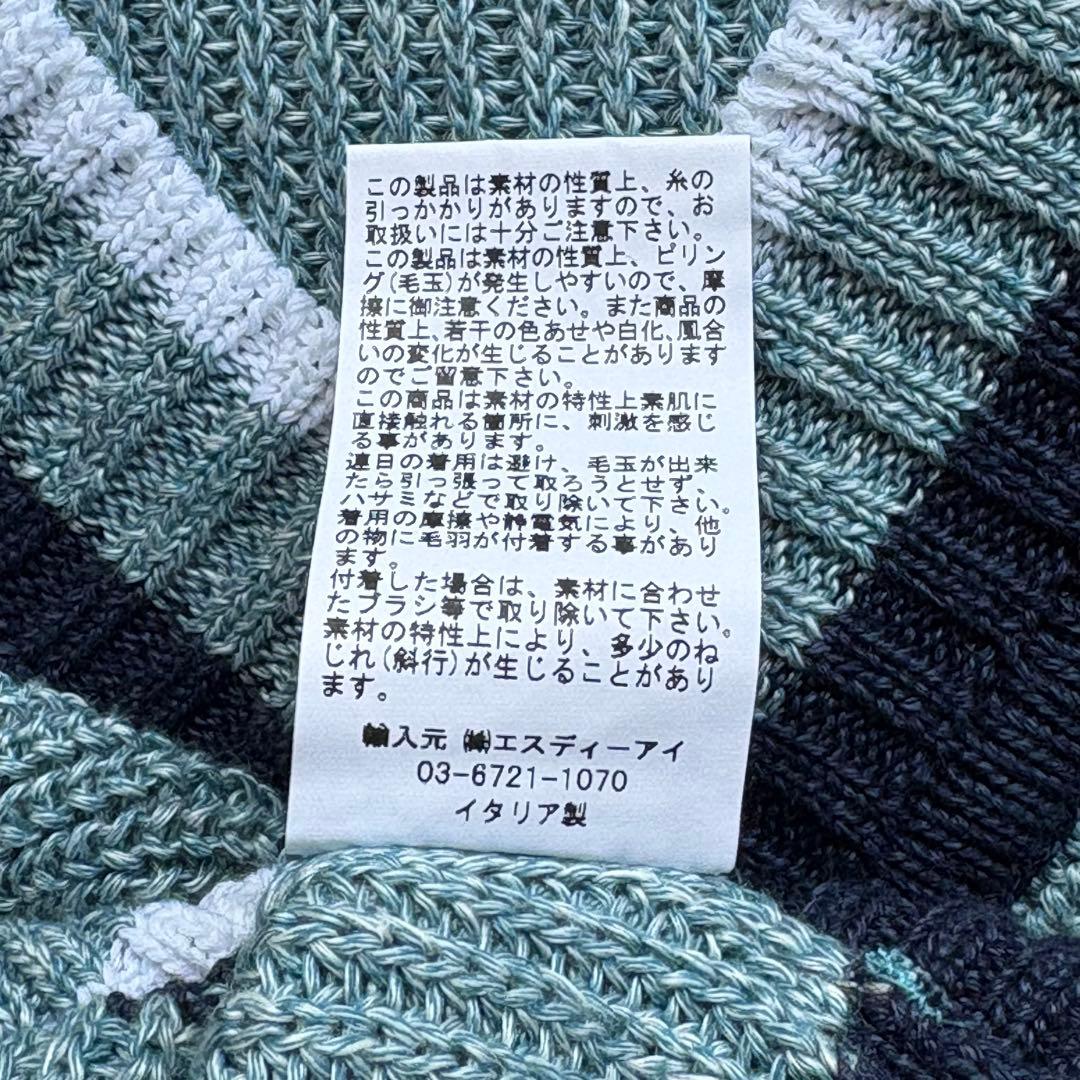 この製品は素材の性質上、糸の
引っかかりがありますので、お
取扱いには十分ご注意下さい。
この製品は素材の性質上、ピリン
グ(毛玉)が発生しやすいので、摩
擦に御注意ください。また商品の
性質上、若干の色あせや白化、風合
いの変化が生じることがあります
のでご留意下さい。
この商品は素材の特性上素肌に
直接触れる箇所に、刺激を感じ
る事があります。
連日の着用は避け、毛玉が出来
たら引っ張って取ろうとせず、
ハサミなどで取り除いて下さい。
着用の摩擦や静電気により、他
の物に毛羽が付着する事があり
ます。
付着した場合は、素材に合わせ
たブラシ等で取り除いて下さい。
素材の特性上により、多少のね
じれ(斜行)が生じることがあり
ます。
輸入元 ㈱エスディーアイ
03-6721-1070
イタリア製